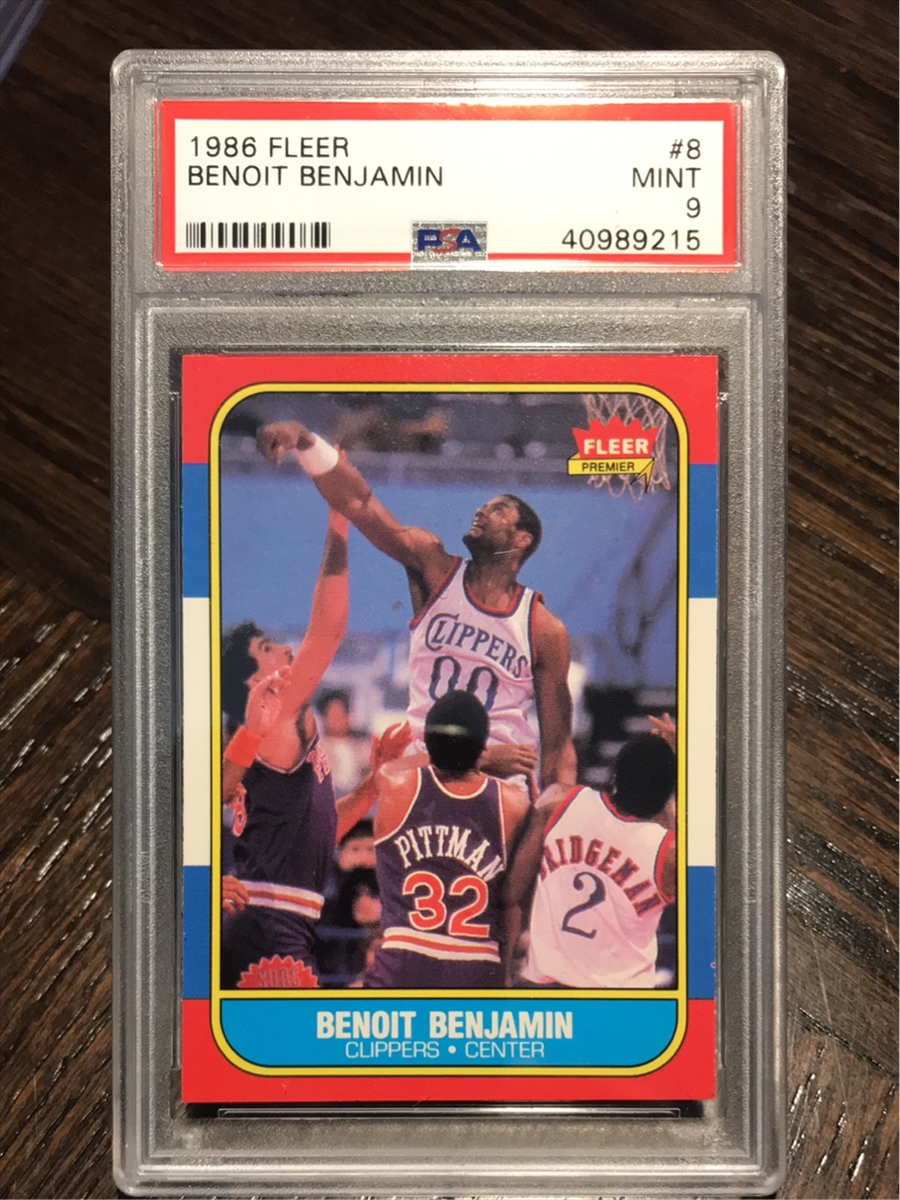 1986 FLEER #8
BENOIT BENJAMIN MINT
9
PSA 40989215
FLEER
PREMIER
CLIPPERS
00
PITTMAN
32
2
SUNS
BENOIT BENJAMIN
CLIPPERS • CENTER